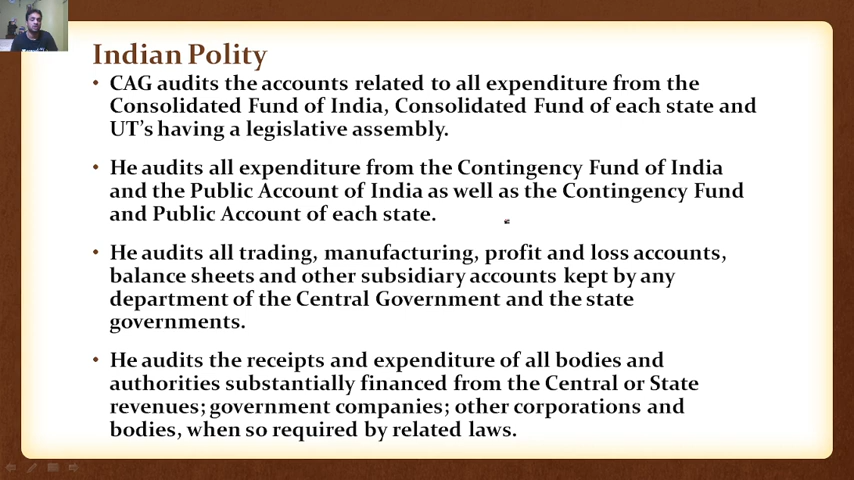 Indian Polity
• CAG audits the accounts related to all expenditure from the
Consolidated Fund of India, Consolidated Fund of each state and
UT's having a legislative assembly.
• He audits all expenditure from the Contingency Fund of India
and the Public Account of India as well as the Contingency Fund
and Public Account of each state.
• He audits all trading, manufacturing, profit and loss accounts,
balance sheets and other subsidiary accounts kept by any
department of the Central Government and the state
governments.
• He audits the receipts and expenditure of all bodies and
authorities substantially financed from the Central or State
revenues; government companies; other corporations and
bodies, when so required by related laws.